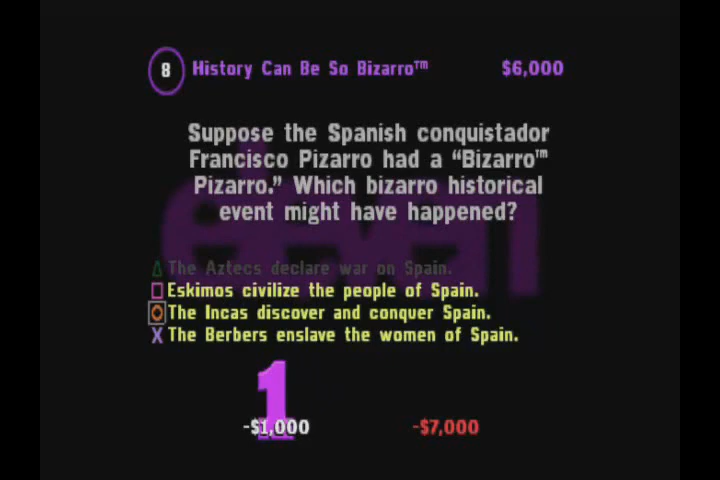 8 History Can Be So Bizarro™ $6,000
Suppose the Spanish conquistador
Francisco Pizarro had a “Bizarro™
Pizarro.” Which bizarro historical
event might have happened?
The Aztecs declare war on Spain.
Eskimos civilize the people of Spain.
The Incas discover and conquer Spain.
X The Berbers enslave the women of Spain.
1
-$1,000 -$7,000